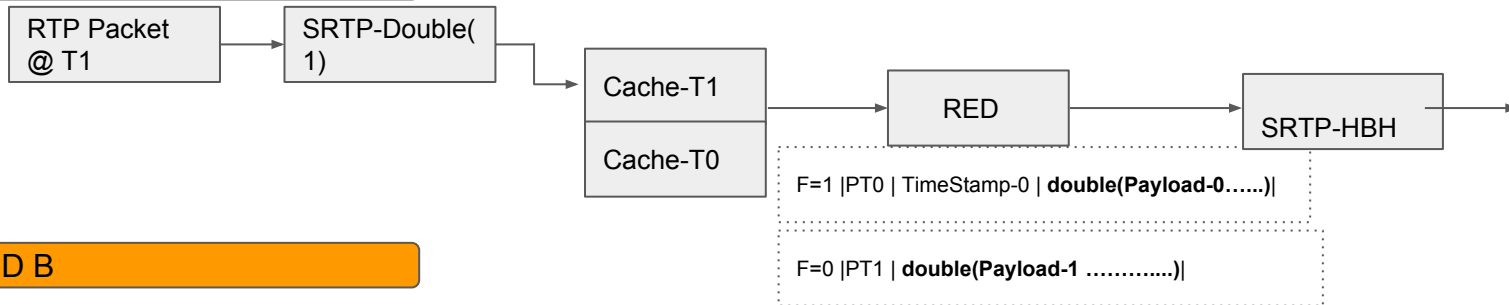 RTP Packet
@ T1
SRTP-Double(
1)
Cache-T1
Cache-T0
RED
SRTP-HBH
F=1 |PT0 | TimeStamp-0 | double(Payload-0…...)|
F=0 |PT1 | double(Payload-1 ………....)|
D B